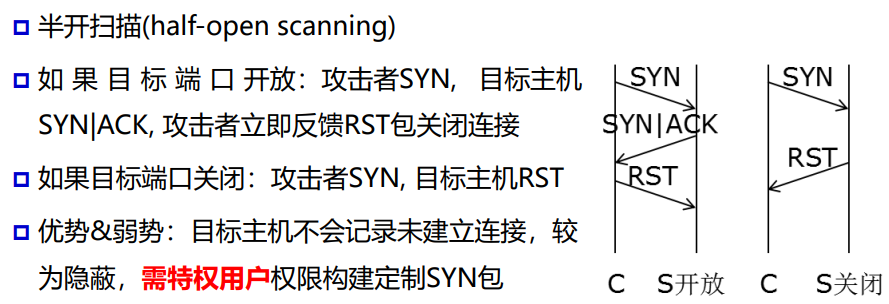 半开扫描(half-open scanning)
如果目标端口开放：攻击者SYN, 目标主机
SYN|ACK, 攻击者立即反馈RST包关闭连接
如果目标端口关闭：攻击者SYN, 目标主机RST
优势&弱势：目标主机不会记录未建立连接，较
为隐蔽，需特权用户权限构建定制SYN包
SYN
SYN|ACK
RST
C S开放
SYN
RST
C S关闭